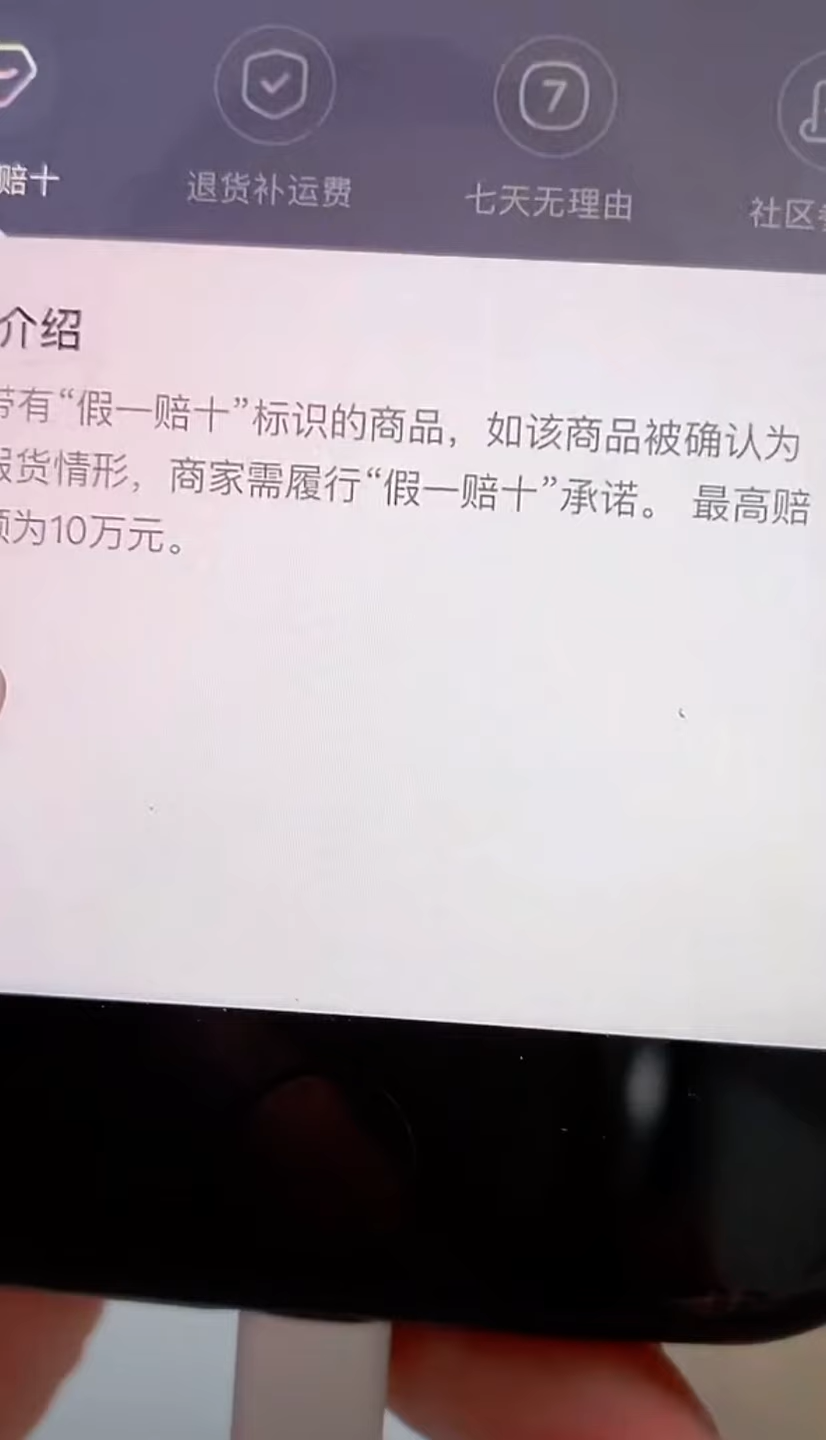 赔十
退货补运费
7
七天无理由
社区
介绍
带有“假一赔十”标识的商品，如该商品被确认为
假货情形，商家需履行“假一赔十”承诺。 最高赔
额为10万元。